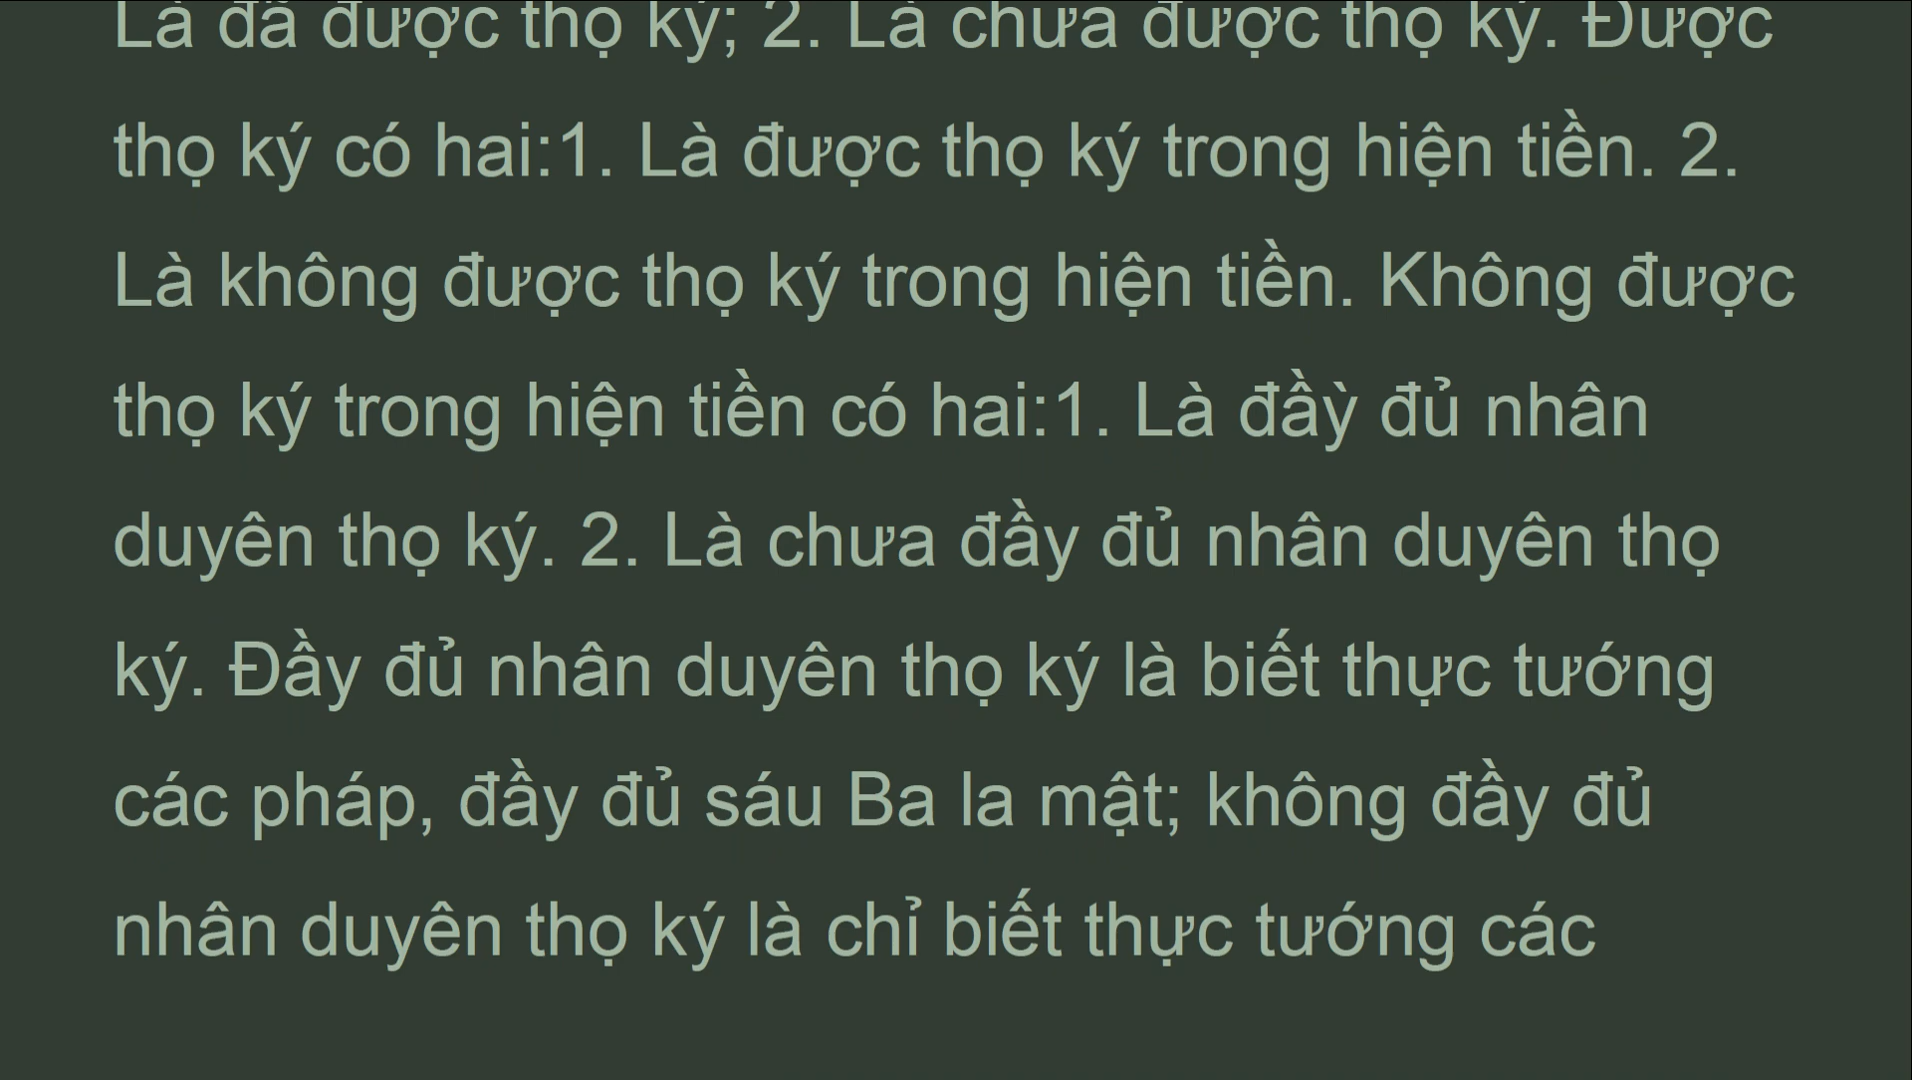 Là đã được thọ ký; 2. Là chưa được thọ ký. Được
thọ ký có hai:1. Là được thọ ký trong hiện tiền. 2.
Là không được thọ ký trong hiện tiền. Không được
thọ ký trong hiện tiền có hai:1. Là đầỳ đủ nhân
duyên thọ ký. 2. Là chưa đầy đủ nhân duyên thọ
ký. Đầy đủ nhân duyên thọ ký là biết thực tướng
các pháp, đầy đủ sáu Ba la mật; không đầy đủ
nhân duyên thọ ký là chỉ biết thực tướng các